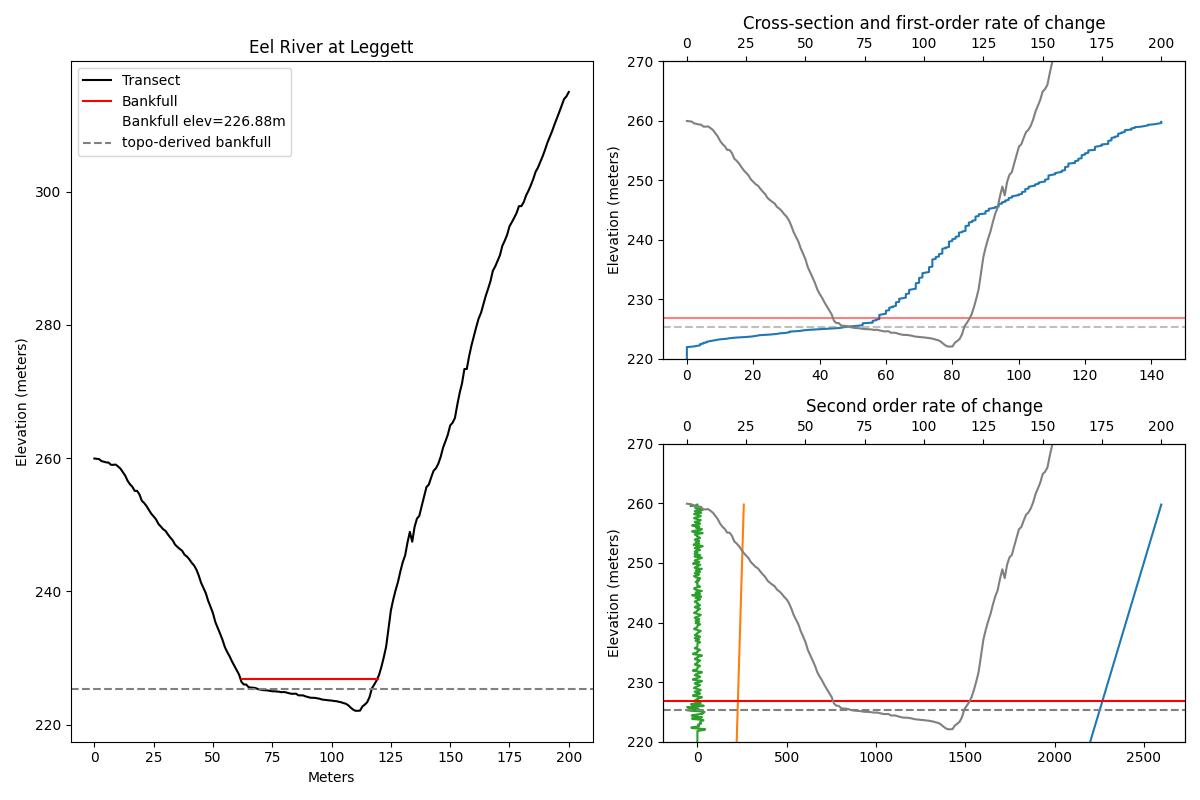 Eel River at Leggett
Transect
Bankfull
Bankfull elev=226.88m
topo-derived bankfull
Elevation (meters)
300
280
260
240
220
0 25 50 75 100 125 150 175 200
Meters
Cross-section and first-order rate of change
0 25 50 75 100 125 150 175 200
Elevation (meters)
270
260
250
240
230
220
0 20 40 60 80 100 120 140
Second order rate of change
0 25 50 75 100 125 150 175 200
Elevation (meters)
270
260
250
240
230
220
0 500 1000 1500 2000 2500